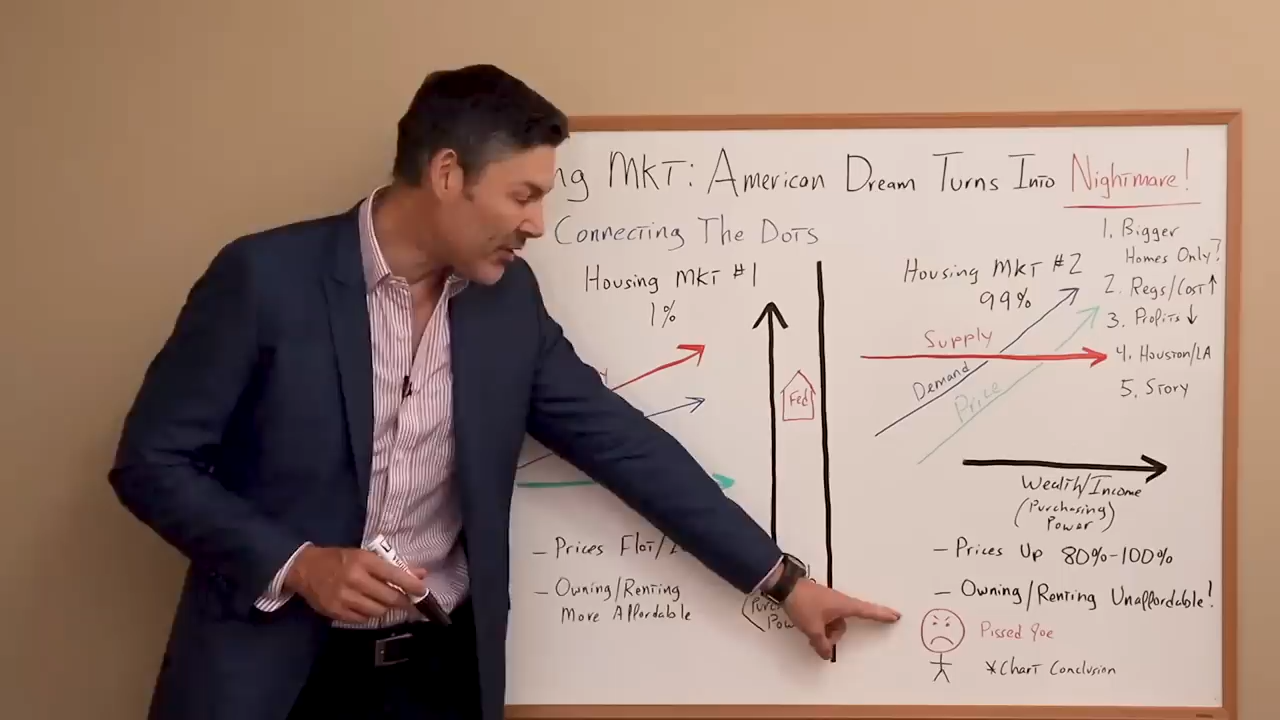 MKT: American Dream Turns Into Nightmare!
Connecting The Dots
Housing MKT #1
1%
Fed
– Prices Flat/
– Owning/Renting
More Affordable
Housing MKT #2
99%
Supply
Demand
Price
1. Bigger
Homes Only?
2. Regs/Cost↑
3. Profits↓
4. Houston/LA
5. Story
Wealth/Income
(Purchasing)
Power
– Prices Up 80%-100%
– Owning/Renting Unaffordable!
Pissed Joe
*Chart Conclusion